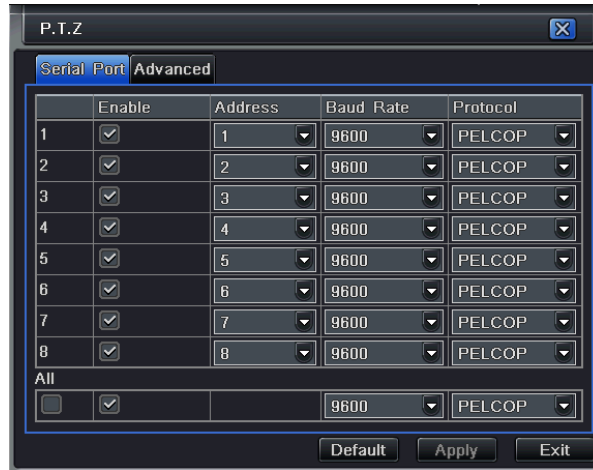 P.T.Z
Serial Port Advanced
Enable Address Baud Rate Protocol
1 1 9600 PELCOP
2 2 9600 PELCOP
3 3 9600 PELCOP
4 4 9600 PELCOP
5 5 9600 PELCOP
6 6 9600 PELCOP
7 7 9600 PELCOP
8 8 9600 PELCOP
All
9600 PELCOP
Default Apply Exit